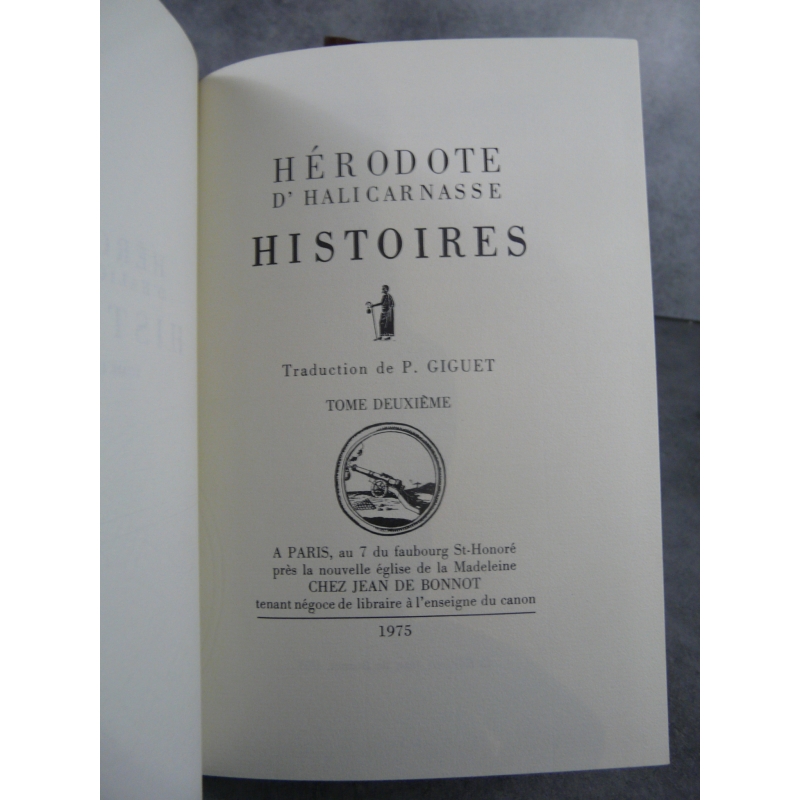 HÉRODOTE
D' HALICARNASSE
HISTOIRES
Traduction de P. GIGUET
TOME DEUXIÈME
A PARIS, au 7 du faubourg St-Honoré
près la nouvelle église de la Madeleine
CHEZ JEAN DE BONNOT
tenant négoce de libraire à l'enseigne du canon
1975